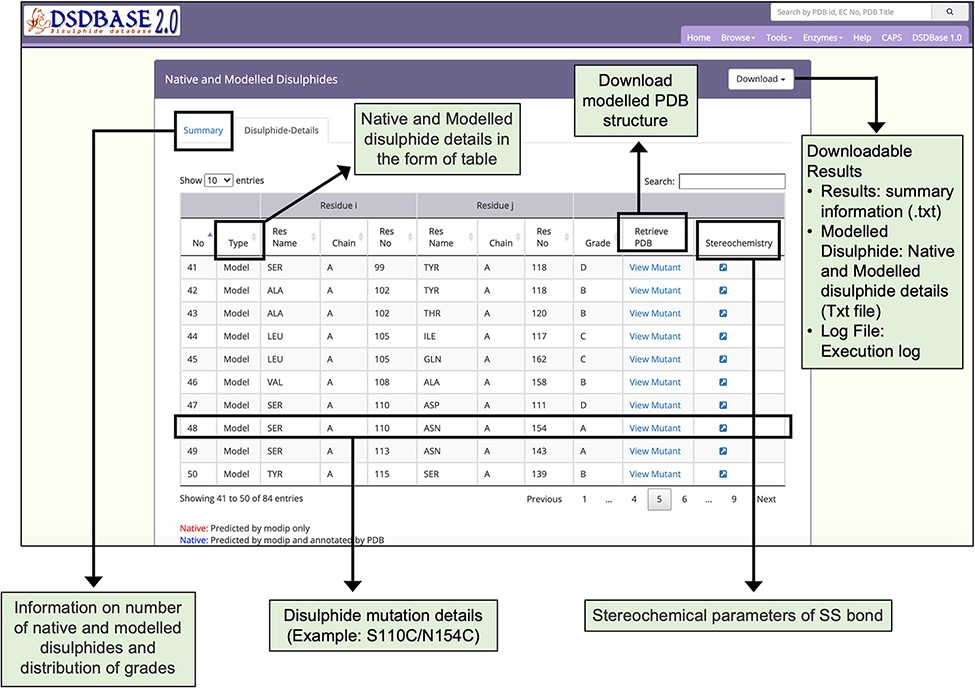 DSDBASE 2.0
Disulphide database
Search by PDB id, EC No, PDB Title
Home Browse Tools Enzymes Help CAPS DSDBase 1.0
Native and Modelled Disulphides
Download
Summary
Disulphide-Details
Native and Modelled
disulphide details in
the form of table
Download
modelled PDB
structure
Downloadable
Results
• Results: summary
information (.txt)
• Modelled
Disulphide: Native
and Modelled
disulphide details
(Txt file)
• Log File:
Execution log
Show 10 entries
Search:
Residue i Residue j
No Type Res Name Chain Res No Res Name Chain Res No Grade Retrieve PDB Stereochemistry
41 Model SER A 99 TYR A 118 D View Mutant
42 Model ALA A 102 TYR A 118 B View Mutant
43 Model ALA A 102 THR A 120 B View Mutant
44 Model LEU A 105 ILE A 117 C View Mutant
45 Model LEU A 105 GLN A 162 C View Mutant
46 Model VAL A 108 ALA A 158 B View Mutant
47 Model SER A 110 ASP A 111 D View Mutant
48 Model SER A 110 ASN A 154 A View Mutant
49 Model SER A 113 ASN A 143 A View Mutant
50 Model TYR A 115 SER A 139 B View Mutant
Showing 41 to 50 of 84 entries
Previous 1 ... 4 5 6 ... 9 Next
Native: Predicted by modip only
Native: Predicted by modip and annotated by PDB
Information on number
of native and modelled
disulphides and
distribution of grades
Disulphide mutation details
(Example: S110C/N154C)
Stereochemical parameters of SS bond